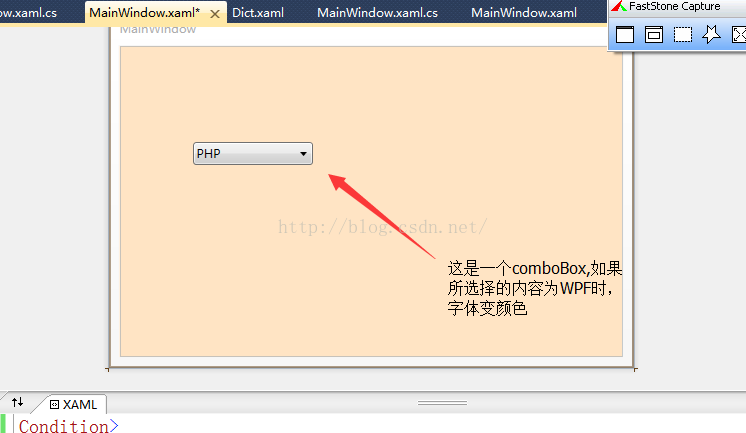 ow.xaml.cs
MainWindow.xaml*
Dict.xaml
MainWindow.xaml.cs
MainWindow.xaml
FastStone Capture
MainWindow
PHP
http://blog.csdn.net/
这是一个comboBox,如果
所选择的内容为WPF时，
字体变颜色
XAML
Condition>